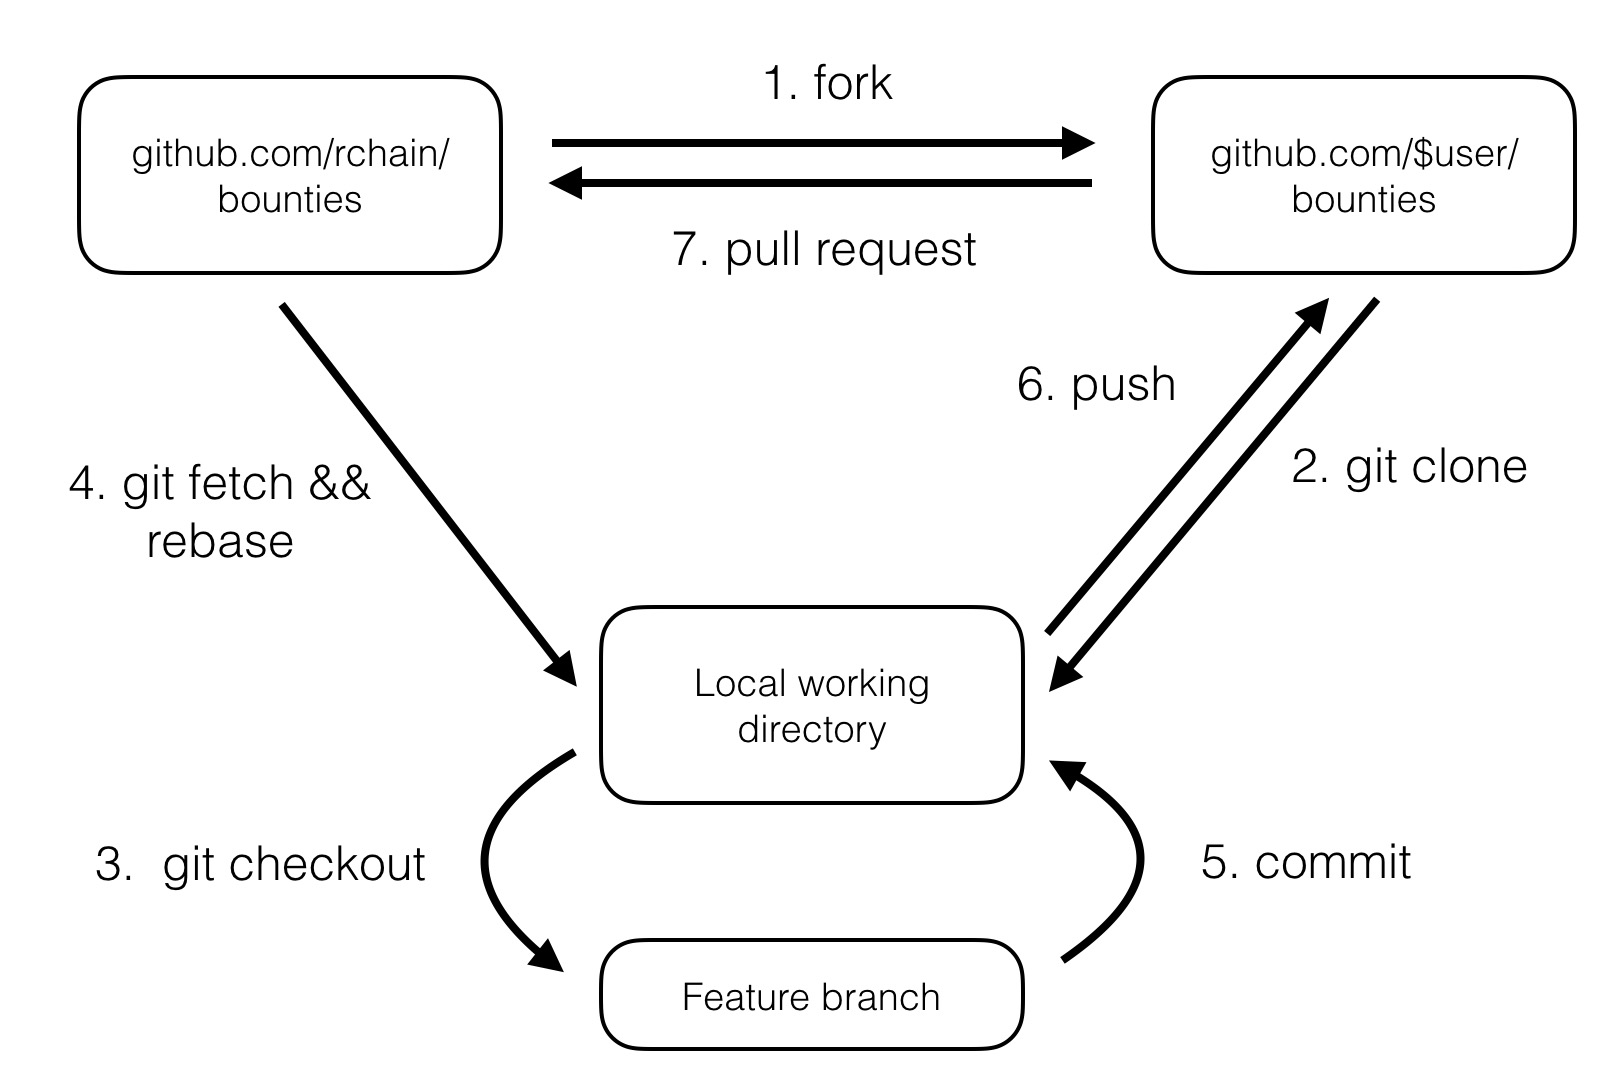 1. fork
github.com/rchain/
bounties
github.com/$user/
bounties
7. pull request
6. push
2. git clone
4. git fetch &&
rebase
Local working
directory
3.  git checkout
5. commit
Feature branch